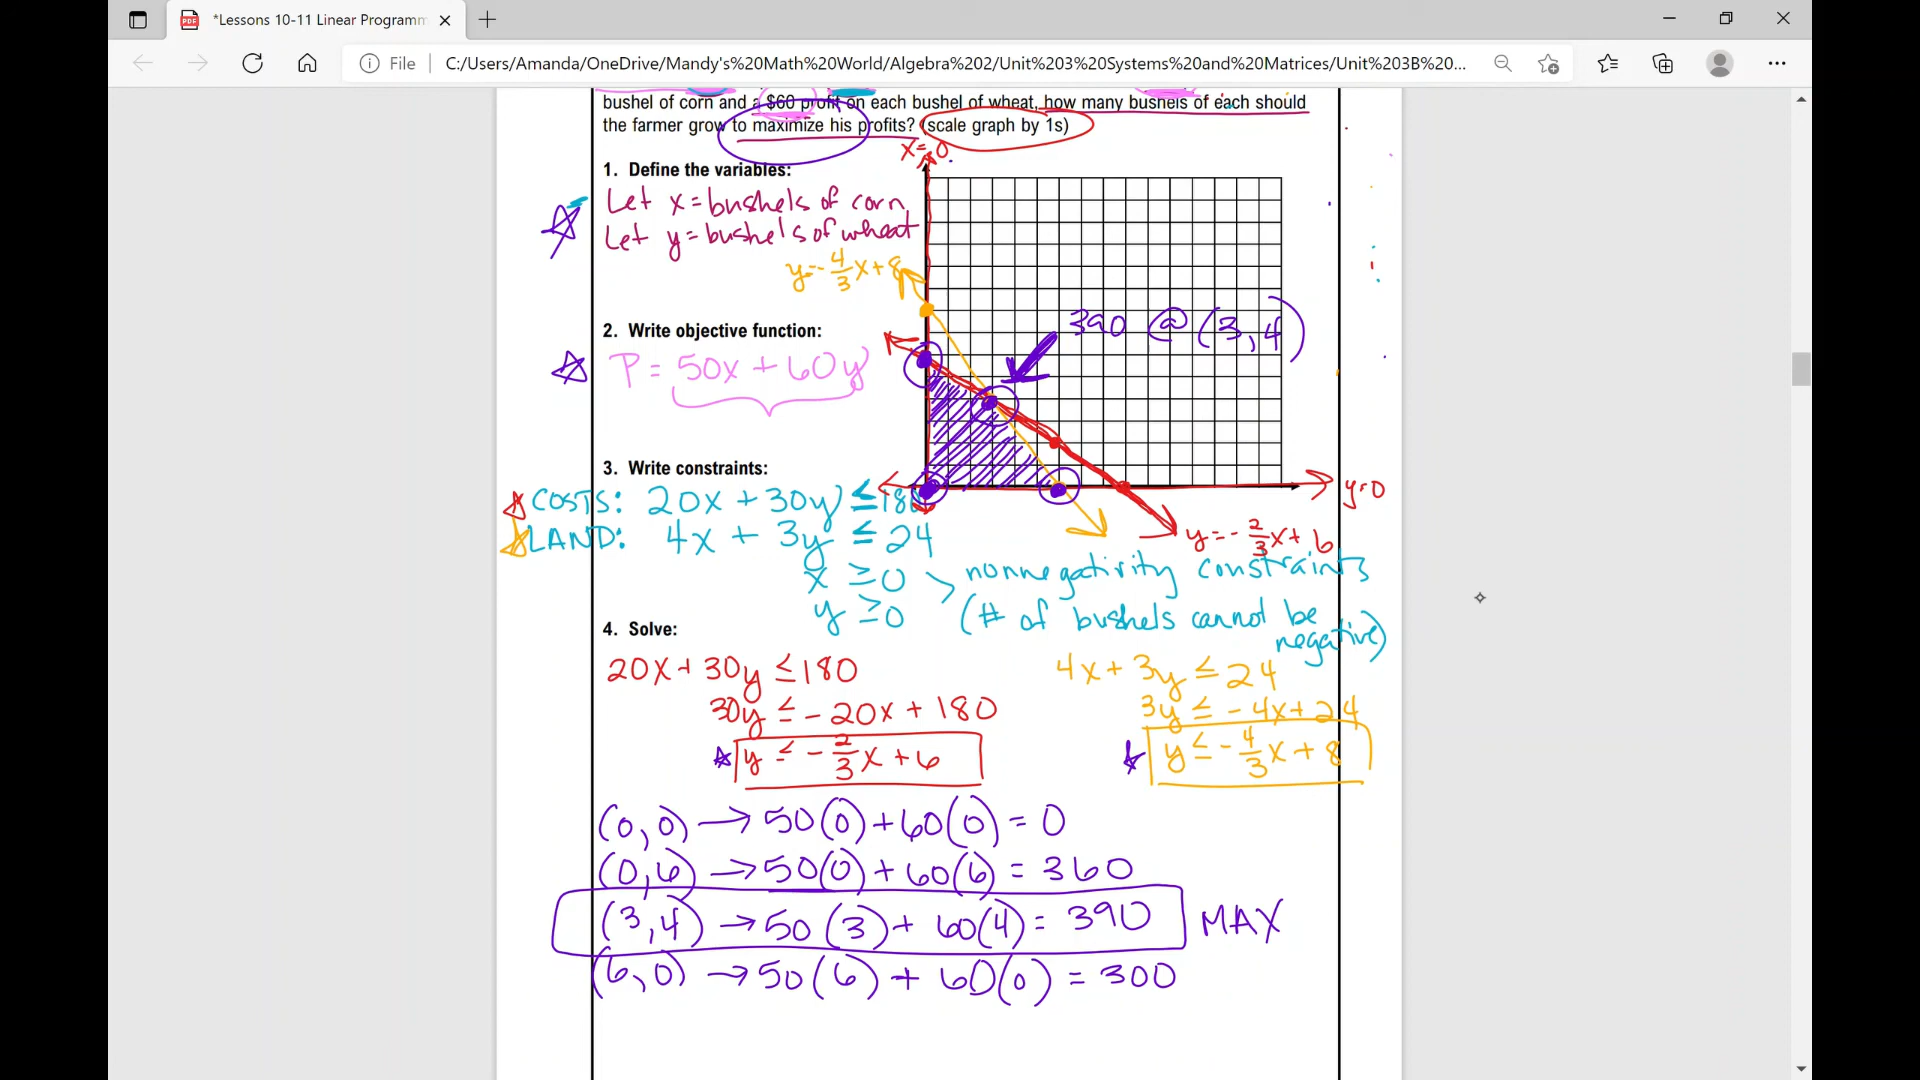 *Lessons 10-11 Linear Programm
File C:/Users/Amanda/OneDrive/Mandy's%20Math%20World/Algebra%202/Unit%203%20Systems%20and%20Matrices/Unit%203B%20...
bushel of corn and a $60 profit on each bushel of wheat, how many bushels of each should
the farmer grow to maximize his profits? (scale graph by 1s)
x=0
1. Define the variables:
Let x = bushels of corn
Let y = bushels of wheat
y=-4/3x+8
2. Write objective function:
390 @ (3,4)
P = 50x + 60y
3. Write constraints:
y=0
COSTS: 20x + 30y ≤ 180
LAND: 4x + 3y ≤ 24
y=-2/3x+6
x ≥ 0 > nonnegativity constraints
y ≥ 0 (# of bushels cannot be
negative)
4. Solve:
20x + 30y ≤ 180 4x + 3y ≤ 24
30y ≤ -20x + 180 3y ≤ -4x + 24
y ≤ -2/3x + 6 y ≤ -4/3x + 8
(0,0) → 50(0) + 60(0) = 0
(0,6) → 50(0) + 60(6) = 360
(3,4) → 50(3) + 60(4) = 390 MAX
(6,0) → 50(6) + 60(0) = 300